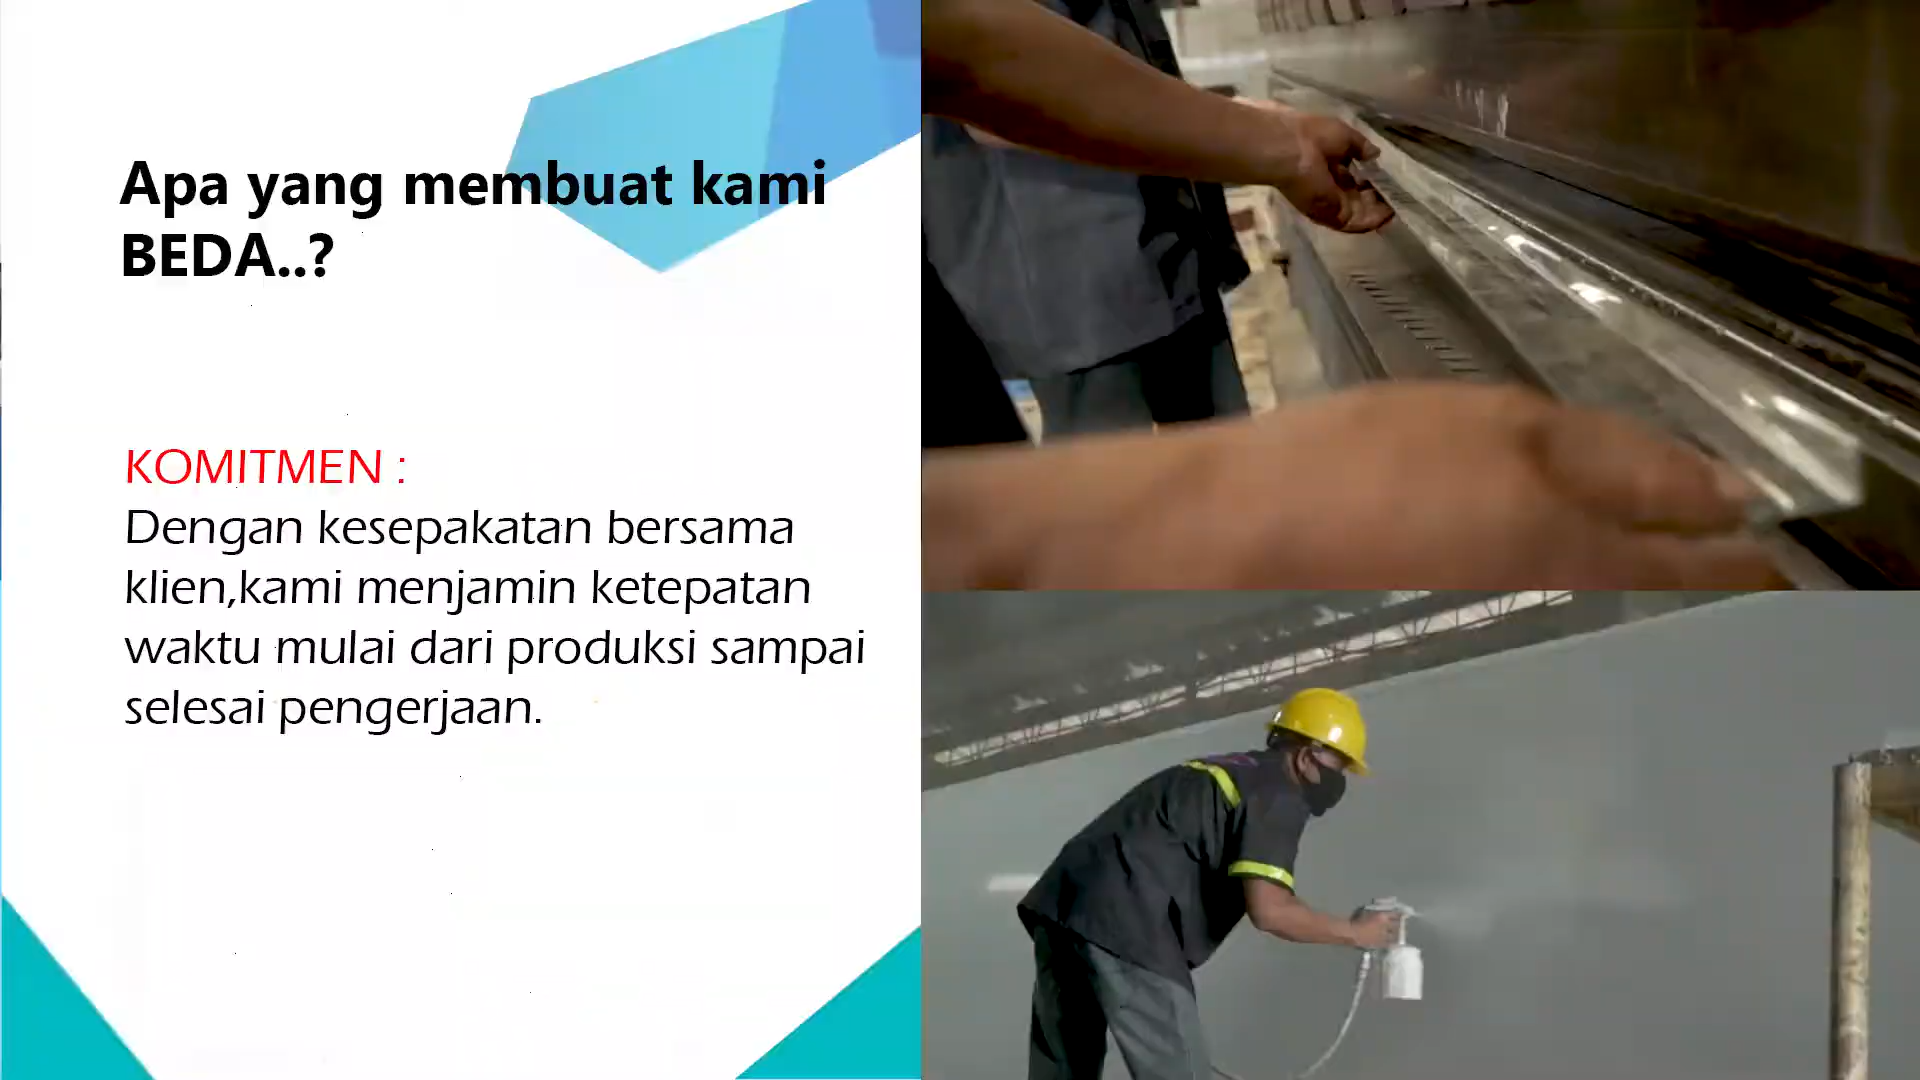 Apa yang membuat kami
BEDA..?
KOMITMEN :
Dengan kesepakatan bersama
klien,kami menjamin ketepatan
waktu mulai dari produksi sampai
selesai pengerjaan.